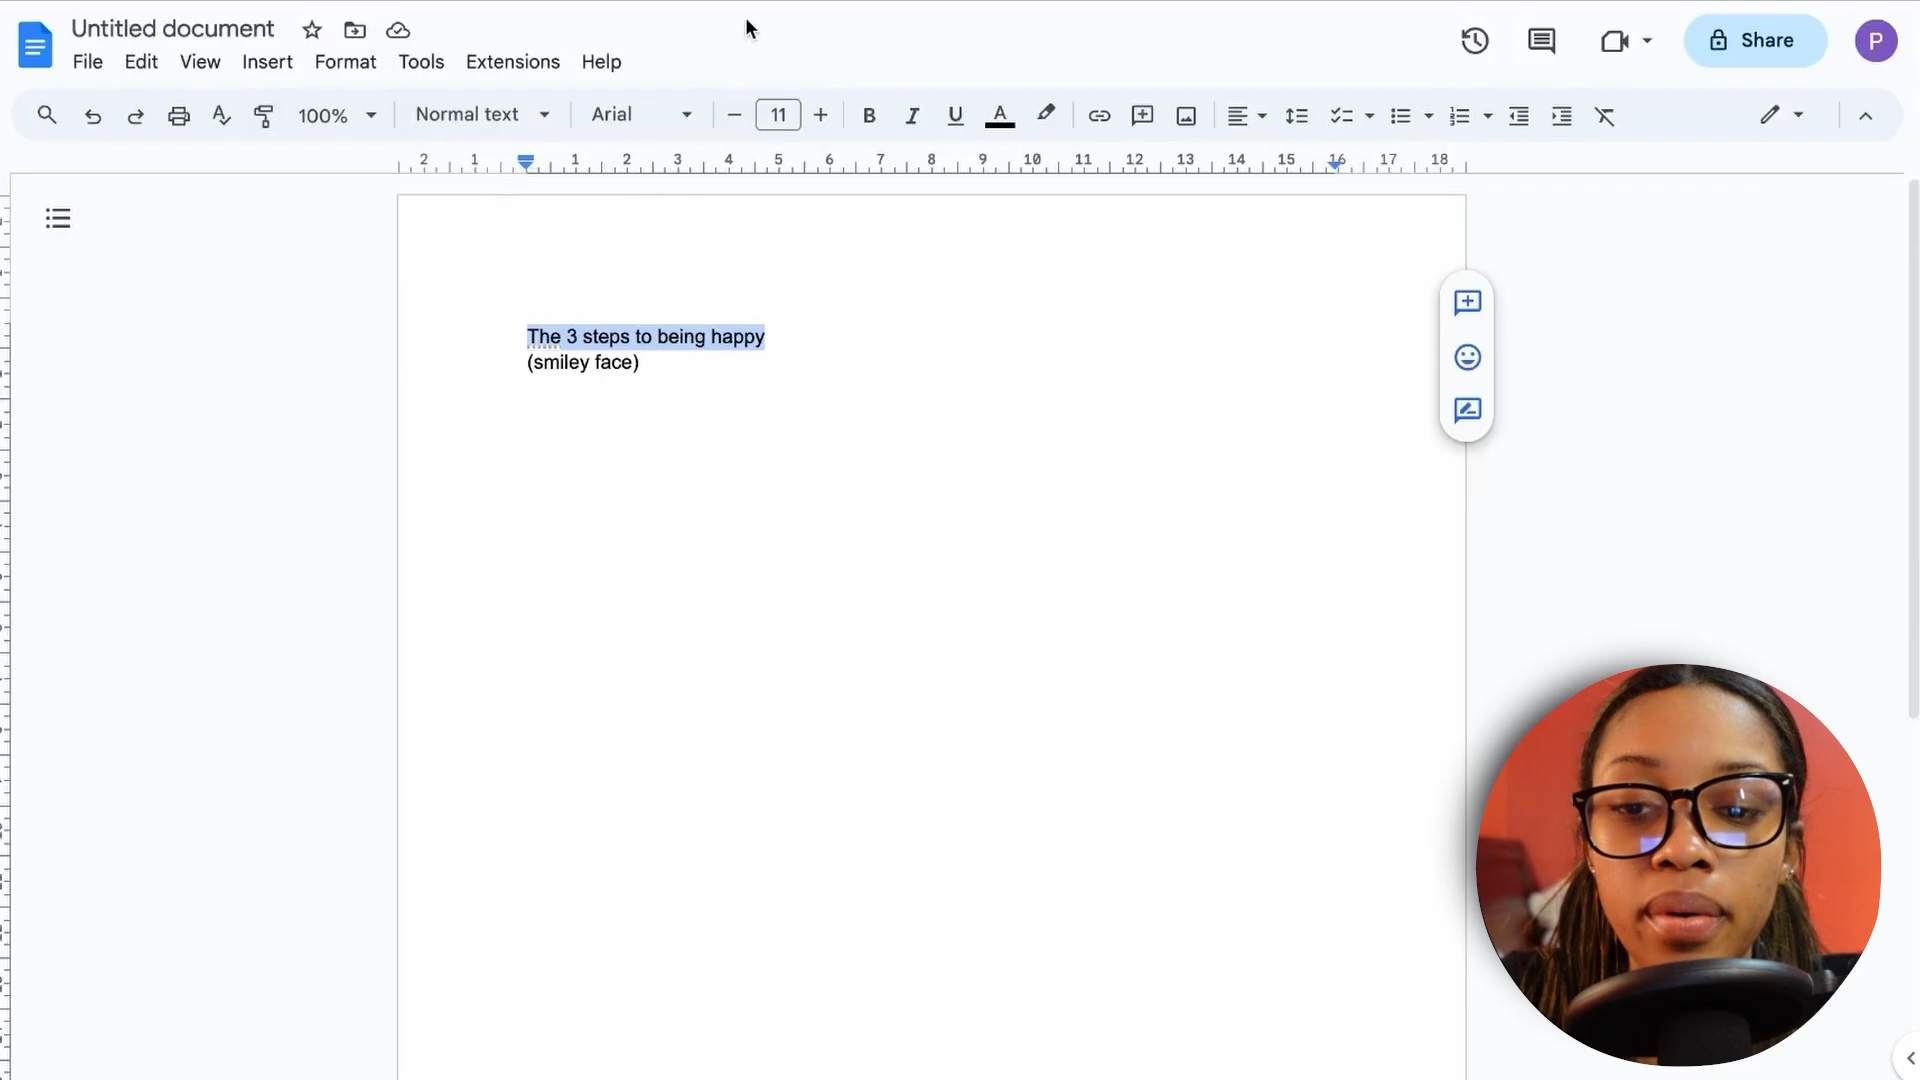 Untitled document
File Edit View Insert Format Tools Extensions Help
Share
P
100% Normal text Arial 11 B I U A
2 1 1 2 3 4 5 6 7 8 9 10 11 12 13 14 15 16 17 18
The 3 steps to being happy
(smiley face)